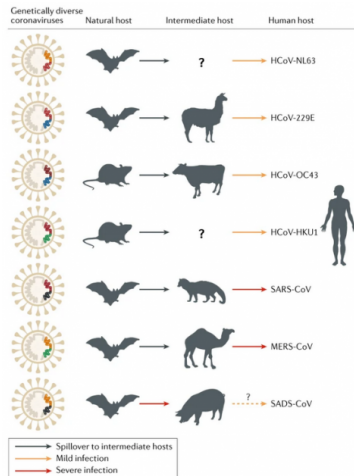 Genetically diverse
coronaviruses
Natural host
Intermediate host
Human host
?
HCoV-NL63
HCoV-229E
HCoV-OC43
?
HCoV-HKU1
SARS-CoV
MERS-CoV
?
SADS-CoV
Spillover to intermediate hosts
Mild infection
Severe infection